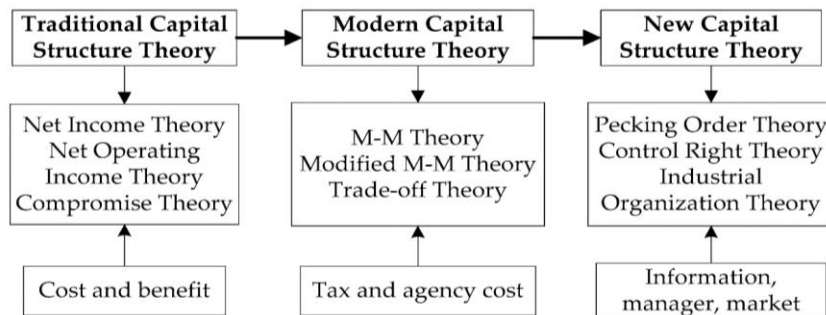 Traditional Capital
Structure Theory
Modern Capital
Structure Theory
New Capital
Structure Theory
Net Income Theory
Net Operating
Income Theory
Compromise Theory
M-M Theory
Modified M-M Theory
Trade-off Theory
Pecking Order Theory
Control Right Theory
Industrial
Organization Theory
Cost and benefit
Tax and agency cost
Information,
manager, market